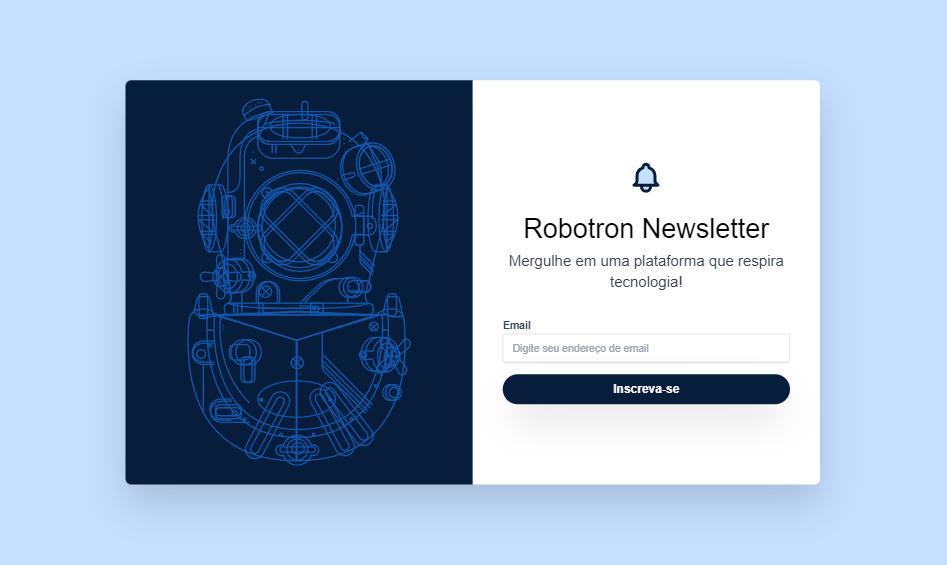 Robotron Newsletter
Mergulhe em uma plataforma que respira
tecnologia!
Email
Digite seu endereço de email
Inscreva-se